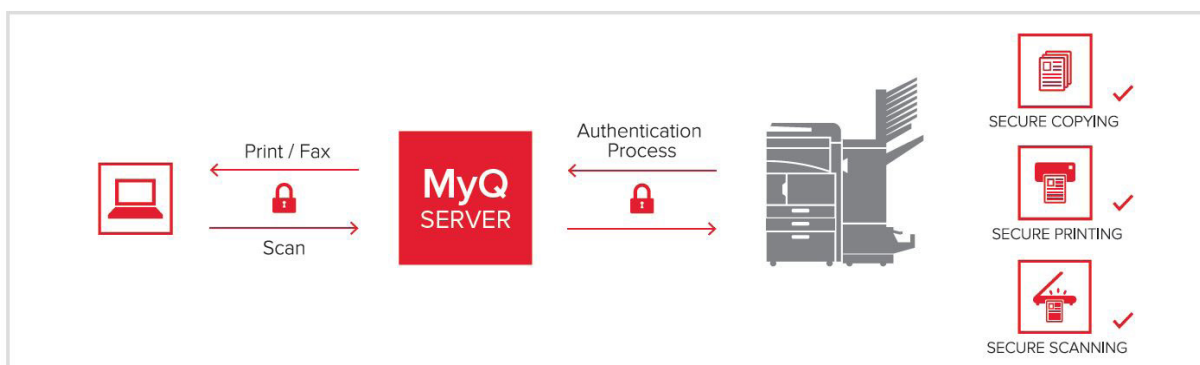 Print / Fax
Scan
MyQ
SERVER
Authentication
Process
SECURE COPYING
SECURE PRINTING
SECURE SCANNING